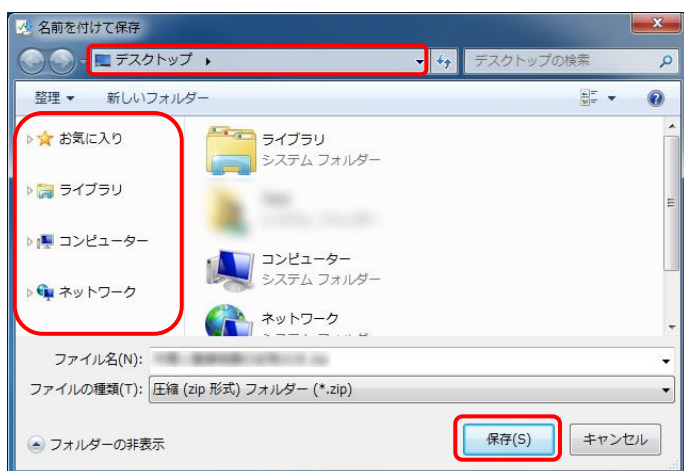 名前を付けて保存
デスクトップ
デスクトップの検索
整理 新しいフォルダー
お気に入り
ライブラリ
コンピューター
ネットワーク
ライブラリ
システム フォルダー
コンピューター
システム フォルダー
ネットワーク
ファイル名(N):
ファイルの種類(T): 圧縮 (zip 形式) フォルダー (*.zip)
フォルダーの非表示
保存(S) キャンセル